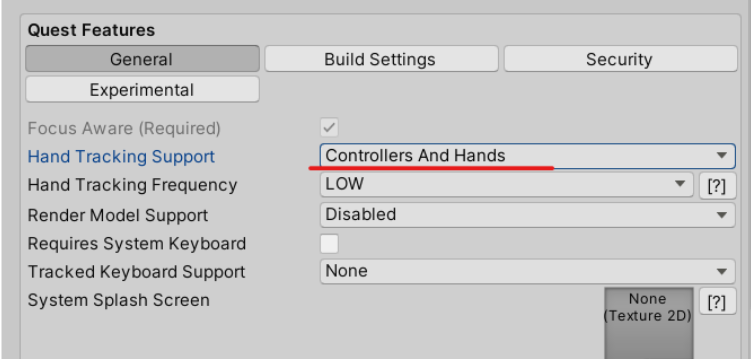 Quest Features
General Build Settings Security
Experimental
Focus Aware (Required)
Hand Tracking Support Controllers And Hands
Hand Tracking Frequency LOW [?]
Render Model Support Disabled
Requires System Keyboard
Tracked Keyboard Support None
System Splash Screen None [?]
(Texture 2D)